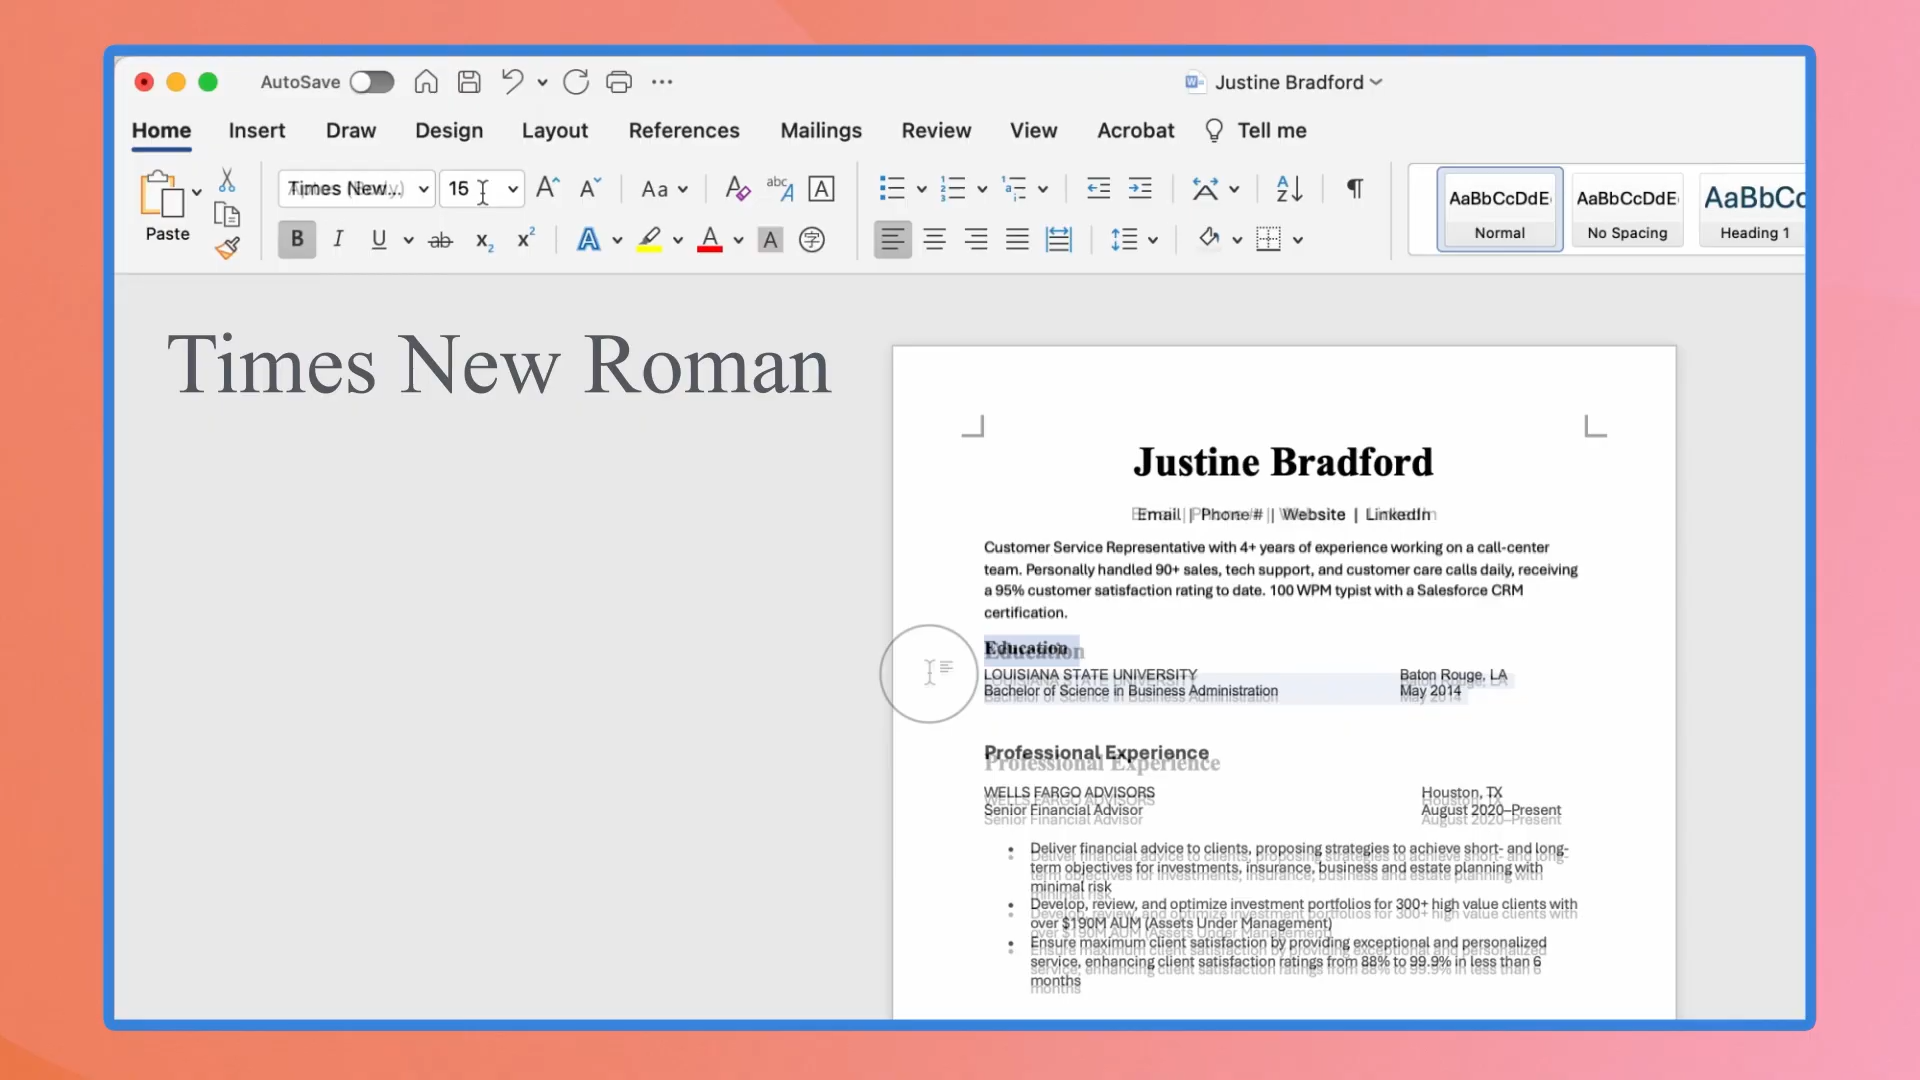 AutoSave
Justine Bradford
Home Insert Draw Design Layout References Mailings Review View Acrobat Tell me
Paste
Times New... 15
Aa
AaBbCcDdE AaBbCcDdE AaBbCc
Normal No Spacing Heading 1
Times New Roman
Justine Bradford
Email | Phone# | Website | LinkedIn
Customer Service Representative with 4+ years of experience working on a call-center
team. Personally handled 90+ sales, tech support, and customer care calls daily, receiving
a 95% customer satisfaction rating to date. 100 WPM typist with a Salesforce CRM
certification.
Education
LOUISIANA STATE UNIVERSITY Baton Rouge, LA
Bachelor of Science in Business Administration May 2014
Professional Experience
WELLS FARGO ADVISORS Houston, TX
Senior Financial Advisor August 2020–Present
• Deliver financial advice to clients, proposing strategies to achieve short- and long-
term objectives for investments, insurance, business and estate planning with
minimal risk
• Develop, review, and optimize investment portfolios for 300+ high value clients with
over $190M AUM (Assets Under Management)
• Ensure maximum client satisfaction by providing exceptional and personalized
service, enhancing client satisfaction ratings from 88% to 99.9% in less than 6
months